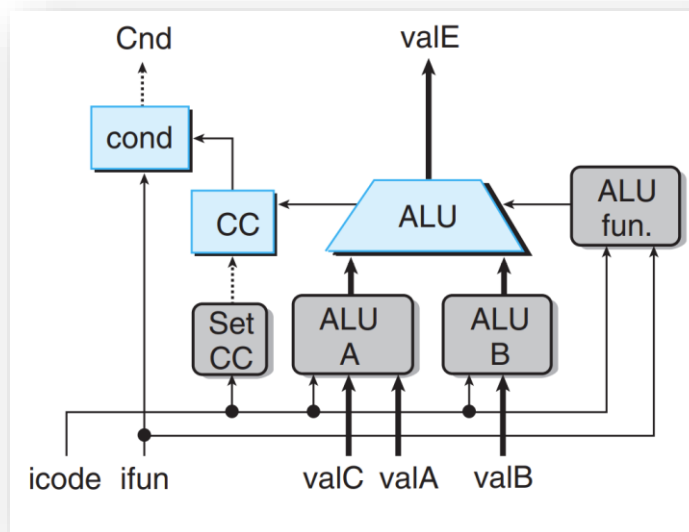 Cnd
valE
cond
CC
ALU
ALU
fun.
Set
CC
ALU
A
ALU
B
icode
ifun
valC
valA
valB